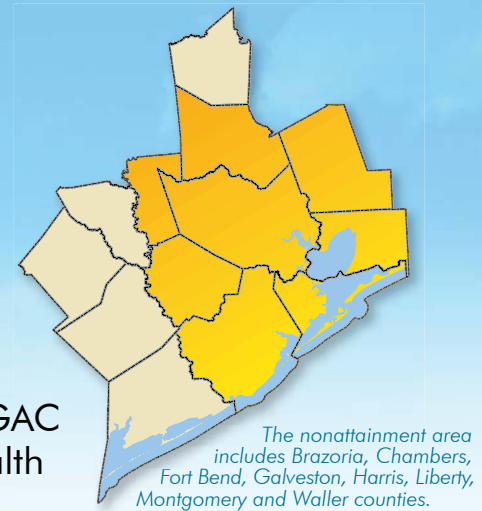 GAC
lth
The nonattainment area
includes Brazoria, Chambers,
Fort Bend, Galveston, Harris, Liberty,
Montgomery and Waller counties.